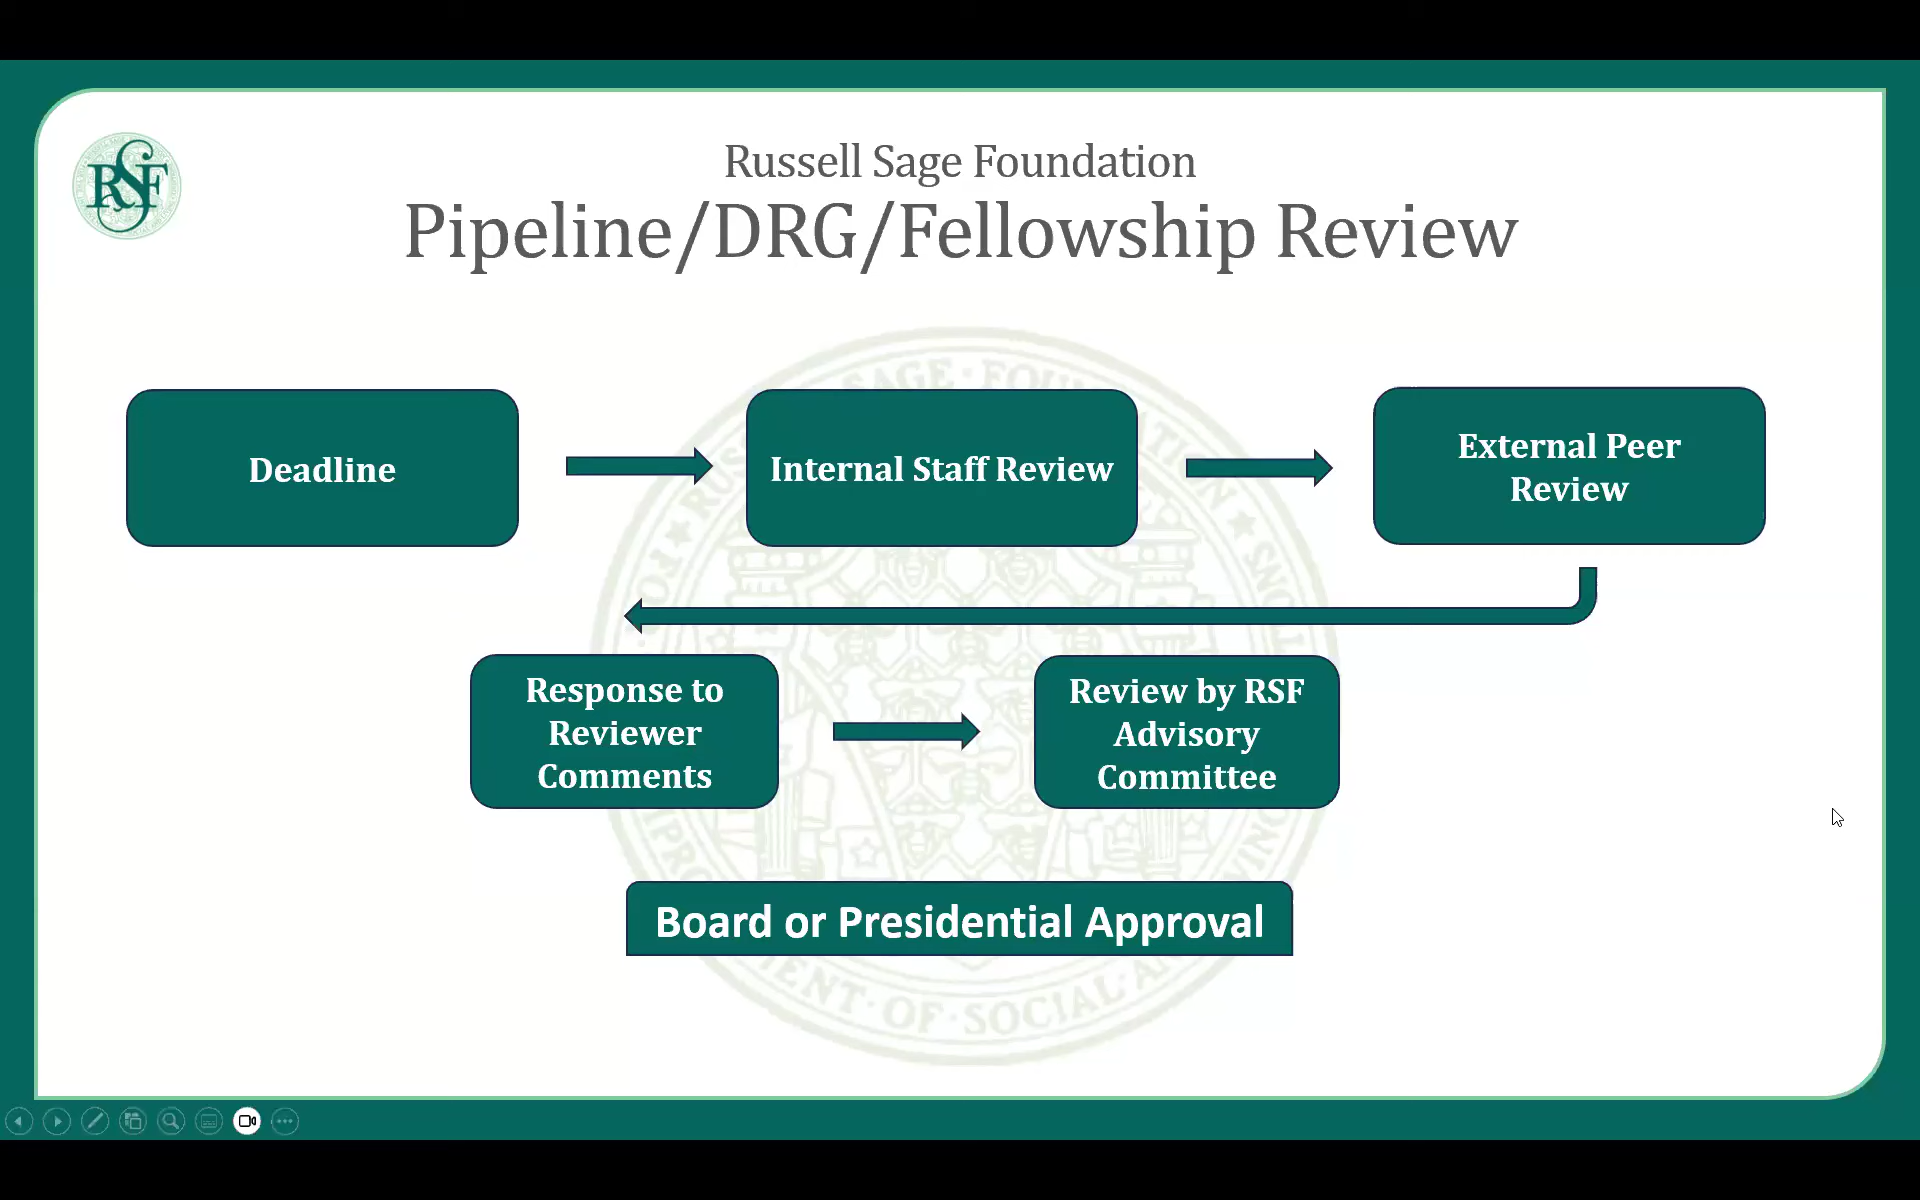 RSF
Russell Sage Foundation
Pipeline/DRG/Fellowship Review
Deadline
Internal Staff Review
External Peer
Review
Response to
Reviewer
Comments
Review by RSF
Advisory
Committee
Board or Presidential Approval